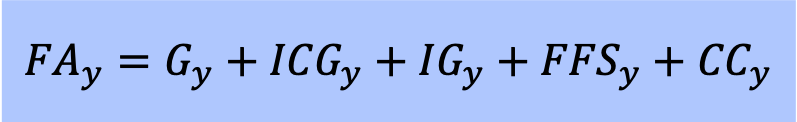 FA_y = G_y + ICG_y + IG_y + FFS_y + CC_y